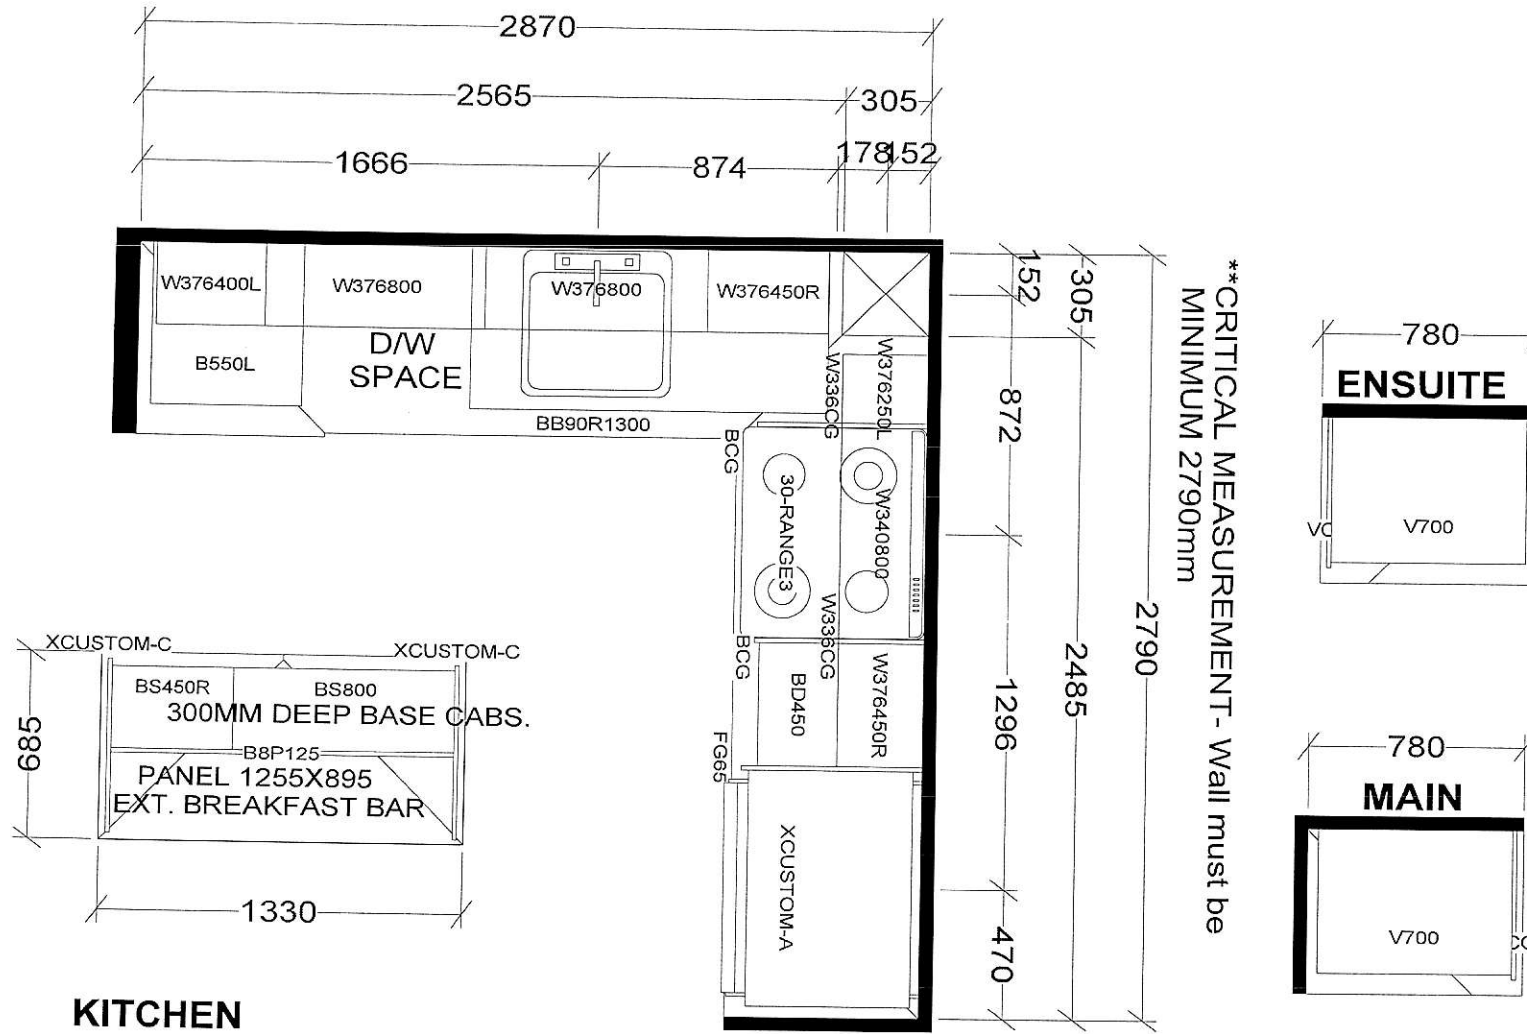 2870
2565
305
1666
874
178
152
W376400L
W376800
W376800
W376450R
D/W
SPACE
B550L
BB90R1300
W336CG
W376250L
BCG
30-RANGE3
W340800
W336CG
BCG
BD450
W376450R
FG65
XCUSTOM-A
152
305
872
1296
470
2485
2790
**CRITICAL MEASUREMENT- Wall must be
MINIMUM 2790mm
780
ENSUITE
V700
780
MAIN
V700
XCUSTOM-C
XCUSTOM-C
BS450R
BS800
300MM DEEP BASE CABS.
B8P125
PANEL 1255X895
EXT. BREAKFAST BAR
685
1330
KITCHEN